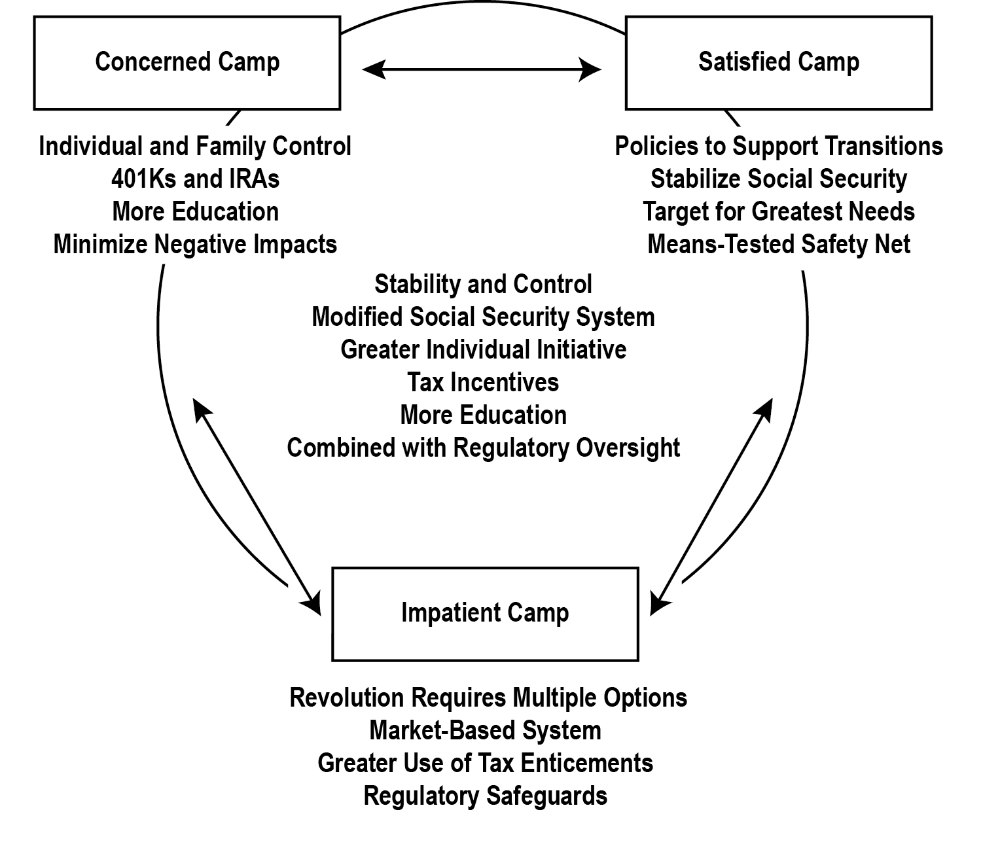 Concerned Camp
Satisfied Camp
Individual and Family Control
401Ks and IRAs
More Education
Minimize Negative Impacts
Policies to Support Transitions
Stabilize Social Security
Target for Greatest Needs
Means-Tested Safety Net
Stability and Control
Modified Social Security System
Greater Individual Initiative
Tax Incentives
More Education
Combined with Regulatory Oversight
Impatient Camp
Revolution Requires Multiple Options
Market-Based System
Greater Use of Tax Enticements
Regulatory Safeguards